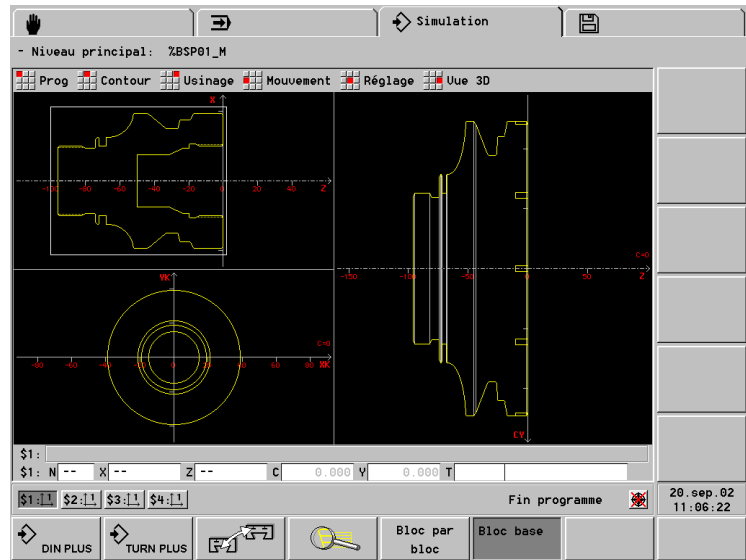 Simulation
- Niveau principal: %BSP01_M
Prog Contour Usinage Mouvement Réglage Vue 3D
X
-100 -80 -60 -40 -20 0 20 40 Z
YK
C=0
-80 -60 -40 -20 0 20 40 60 80 XK
C=0
-150 -100 -50 0 50 Z
CY
$1:
$1: N -- X -- Z -- C 0.000 Y 0.000 T
$1: $2: $3: $4: Fin programme
20.sep.02
11:06:22
DIN PLUS TURN PLUS Bloc par bloc Bloc base